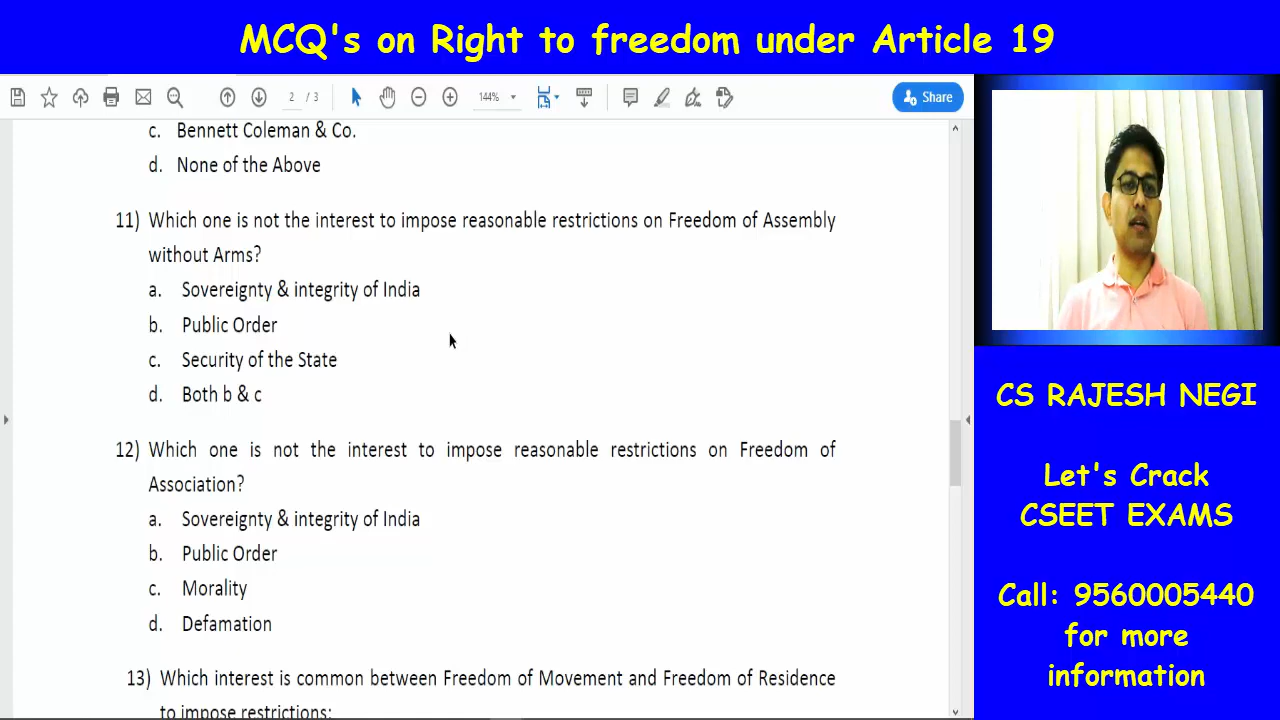 MCQ's on Right to freedom under Article 19
2 / 3
144%
Share
c. Bennett Coleman & Co.
d. None of the Above
11) Which one is not the interest to impose reasonable restrictions on Freedom of Assembly
without Arms?
a. Sovereignty & integrity of India
b. Public Order
c. Security of the State
d. Both b & c
12) Which one is not the interest to impose reasonable restrictions on Freedom of
Association?
a. Sovereignty & integrity of India
b. Public Order
c. Morality
d. Defamation
13) Which interest is common between Freedom of Movement and Freedom of Residence
to impose restrictions:
CS RAJESH NEGI
Let's Crack
CSEET EXAMS
Call: 9560005440
for more
information